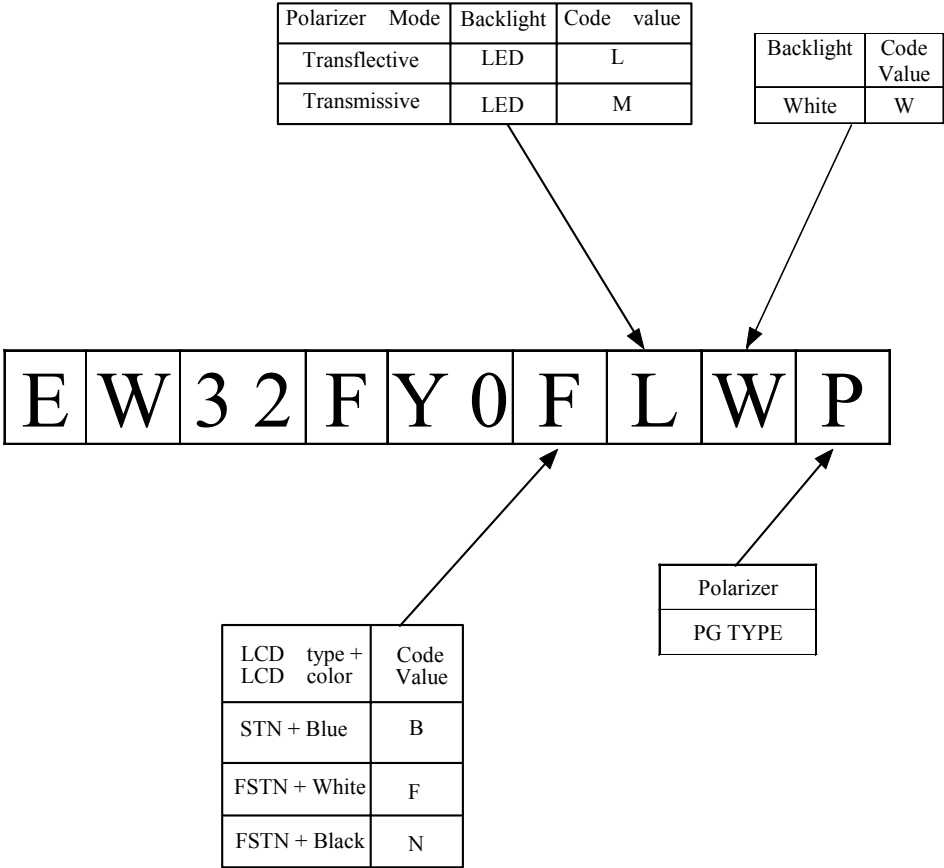 Polarizer Mode Backlight Code value
Transflective LED L
Transmissive LED M
Backlight Code Value
White W
E W 3 2 F Y 0 F L W P
Polarizer
PG TYPE
LCD type + LCD color Code Value
STN + Blue B
FSTN + White F
FSTN + Black N